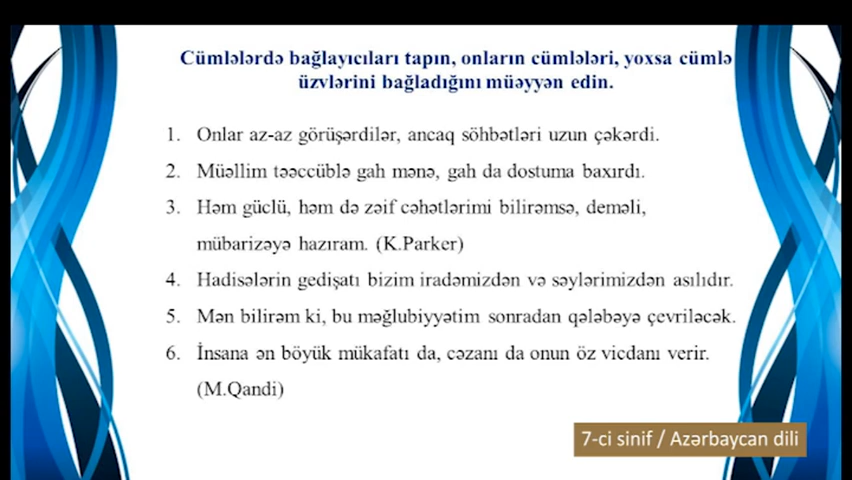 Cümlələrdə bağlayıcıları tapın, onların cümlələri, yoxsa cümlə
üzvlərini bağladığını müəyyən edin.
1. Onlar az-az görüşərdilər, ancaq söhbətləri uzun çəkərdi.
2. Müəllim təəccüblə gah mənə, gah da dostuma baxırdı.
3. Həm güclü, həm də zəif cəhətlərimi bilirəmsə, deməli,
mübarizəyə hazıram. (K.Parker)
4. Hadisələrin gedişatı bizim iradəmizdən və səylərimizdən asılıdır.
5. Mən bilirəm ki, bu məğlubiyyətim sonradan qələbəyə çevriləcək.
6. İnsana ən böyük mükafatı da, cəzanı da onun öz vicdanı verir.
(M.Qandi)
7-ci sinif / Azərbaycan dili